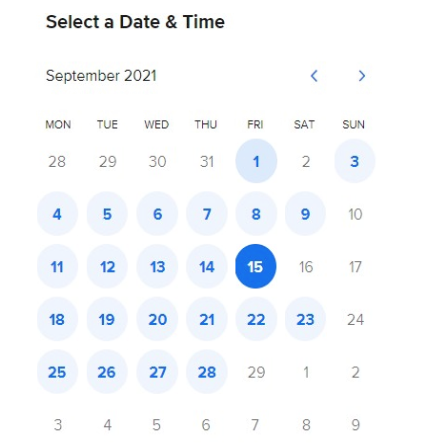 Select a Date & Time
September 2021
MON TUE WED THU FRI SAT SUN
28 29 30 31 1 2 3
4 5 6 7 8 9 10
11 12 13 14 15 16 17
18 19 20 21 22 23 24
25 26 27 28 29 1 2
3 4 5 6 7 8 9